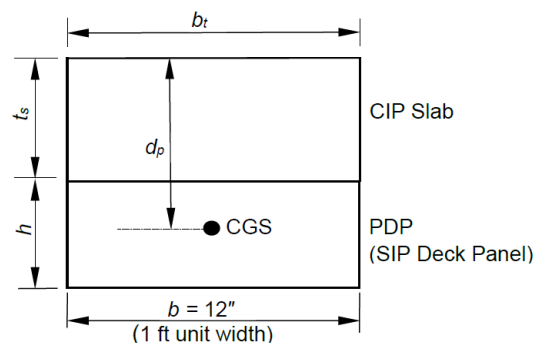 bt
ts
CIP Slab
dp
h
CGS
PDP
(SIP Deck Panel)
b = 12″
(1 ft unit width)